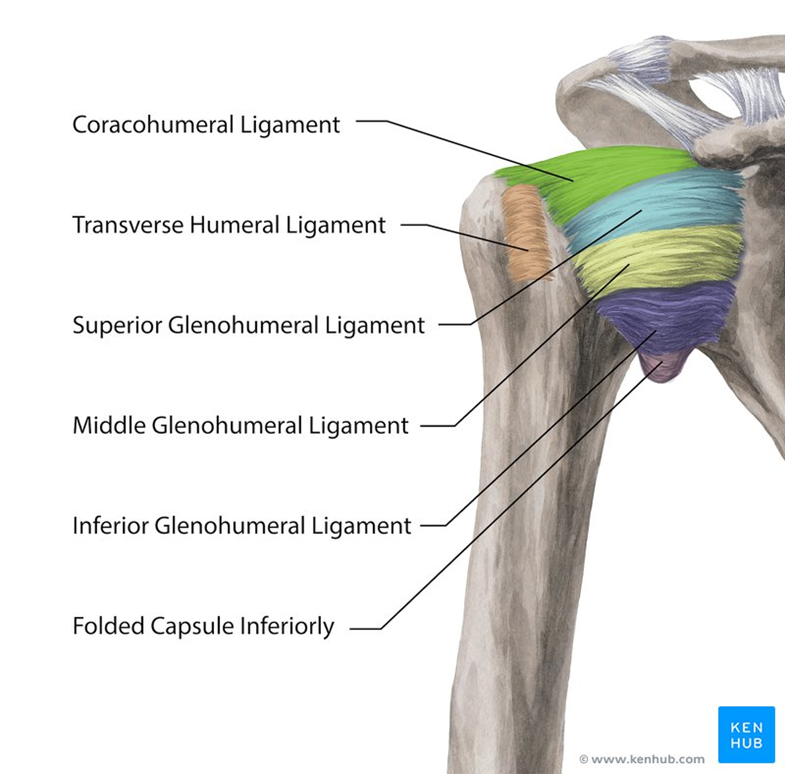 Coracohumeral Ligament
Transverse Humeral Ligament
Superior Glenohumeral Ligament
Middle Glenohumeral Ligament
Inferior Glenohumeral Ligament
Folded Capsule Inferiorly
KEN
HUB
© www.kenhub.com